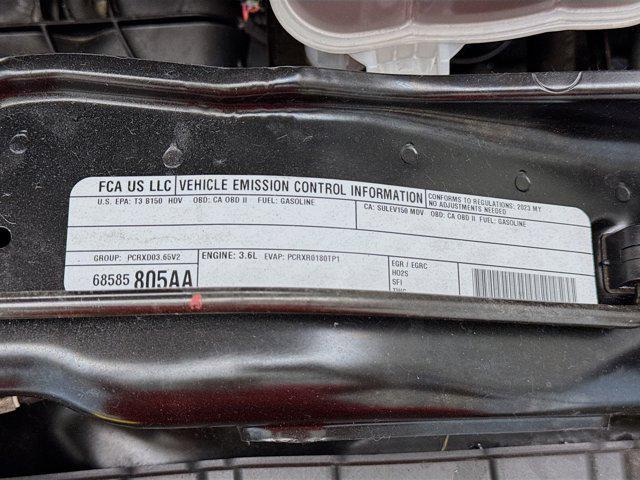 FCA US LLC VEHICLE EMISSION CONTROL INFORMATION
CONFORMS TO REGULATIONS: 2023 MY
NO ADJUSTMENTS NEEDED
U.S. EPA: T3 B150 HDV OBD: CA OBD II FUEL: GASOLINE
CA: SULEV150 MDV OBD: CA OBD II FUEL: GASOLINE
GROUP: PCRXD03.65V2
ENGINE: 3.6L EVAP: PCRXR0180TP1
EGR / EGRC
HO2S
SFI
TWC
68585 805AA